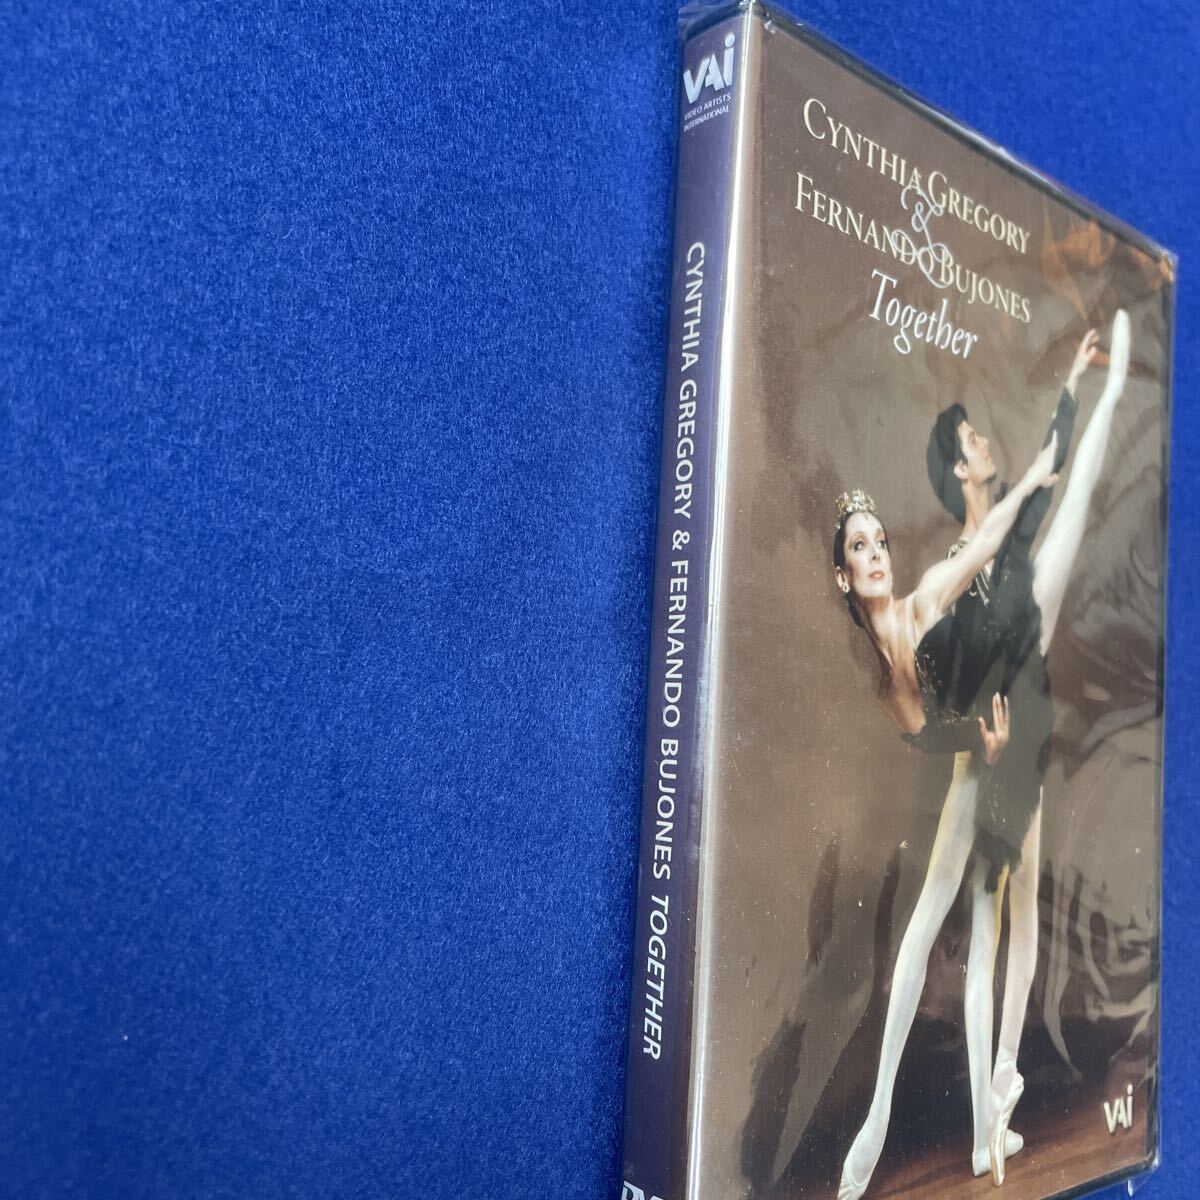 VAI
VIDEO ARTISTS
INTERNATIONAL
CYNTHIA GREGORY & FERNANDO BUJONES TOGETHER
CYNTHIA GREGORY
&
FERNANDO BUJONES
Together
VAI